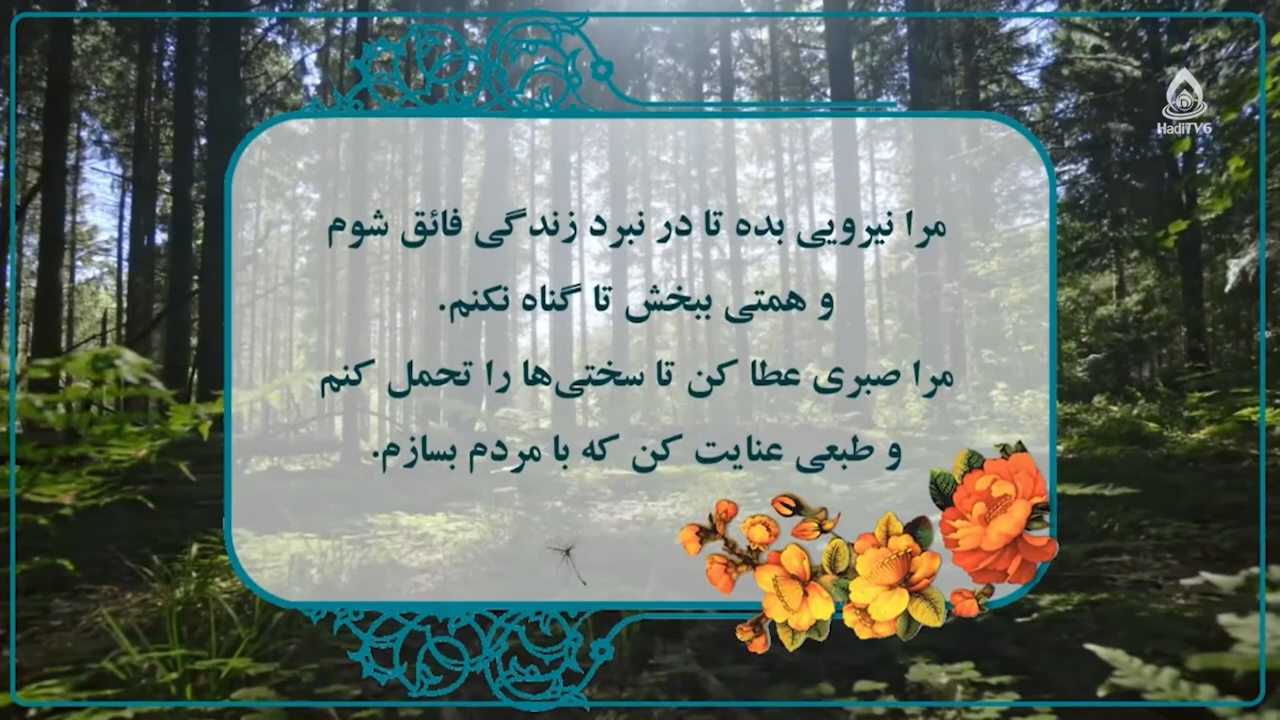 HadiTV6
مرا نیرویی بده تا در نبرد زندگی فائق شوم
و همتی ببخش تا گناه نکنم.
مرا صبری عطا کن تا سختی‌ها را تحمل کنم
و طبعی عنایت کن که با مردم بسازم.